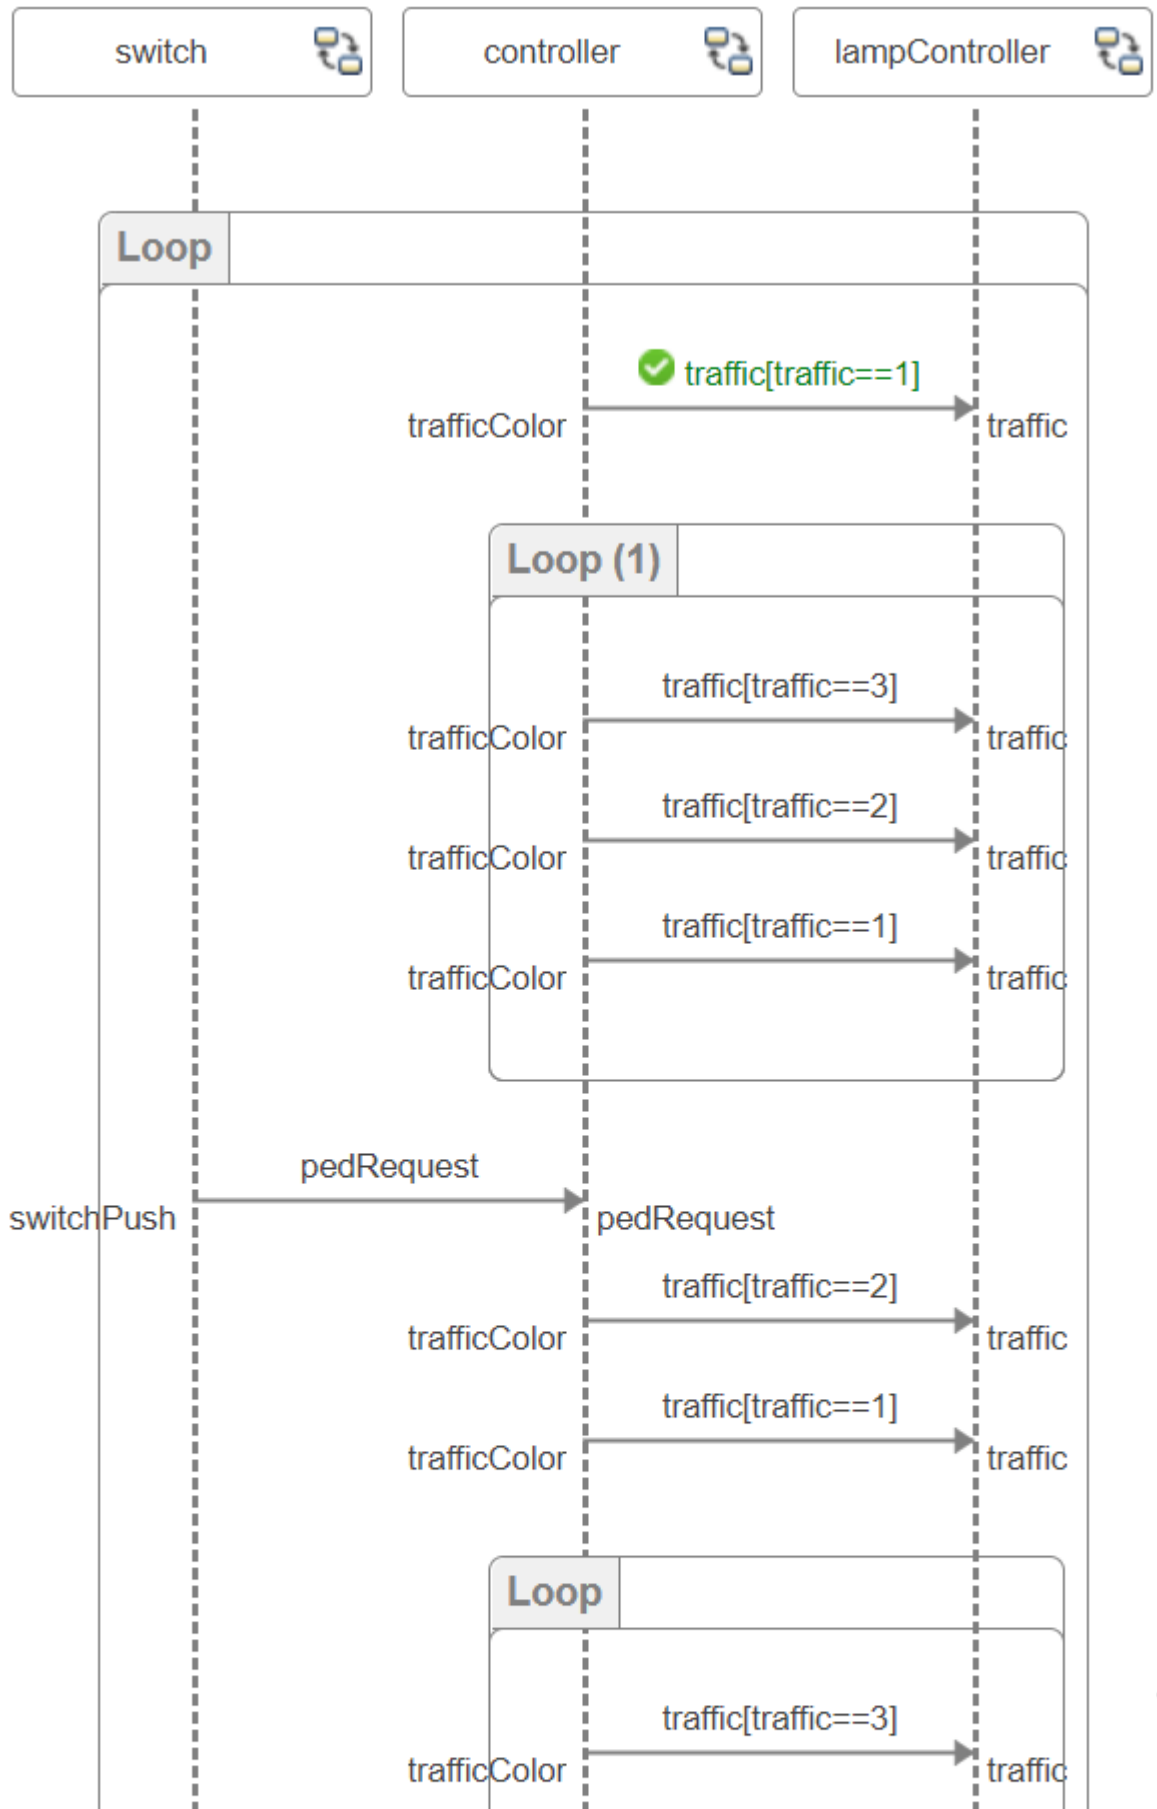 switch
controller
lampController
Loop
traffic[traffic==1]
trafficColor
traffic
Loop (1)
traffic[traffic==3]
trafficColor
traffic
traffic[traffic==2]
trafficColor
traffic
traffic[traffic==1]
trafficColor
traffic
pedRequest
switchPush
pedRequest
traffic[traffic==2]
trafficColor
traffic
traffic[traffic==1]
trafficColor
traffic
Loop
traffic[traffic==3]
trafficColor
traffic